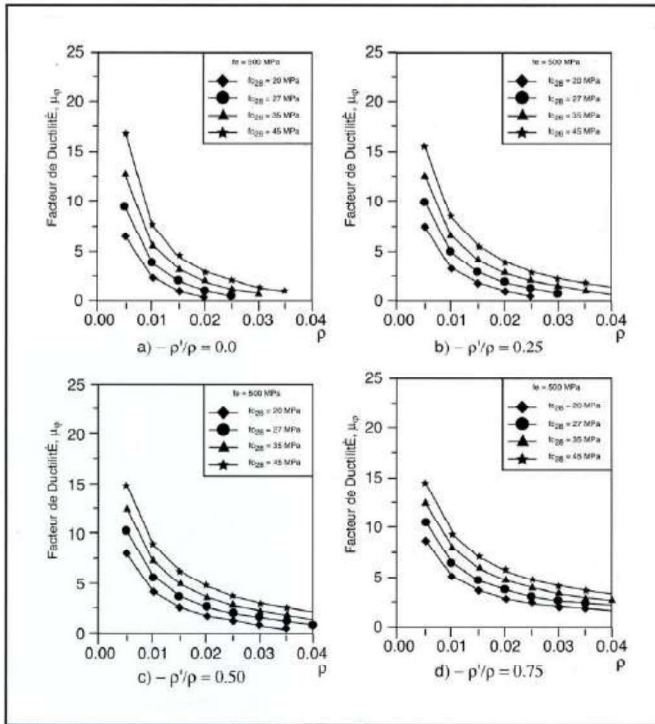 25
20
15
10
5
0
Facteur de DuctilitÈ, μφ
fe = 500 MPa
fc28 = 20 MPa
fc28 = 27 MPa
fc28 = 35 MPa
fc28 = 45 MPa
0.00 0.01 0.02 0.03 0.04
ρ
a) – ρ'/ρ = 0.0
25
20
15
10
5
0
Facteur de DuctilitÈ, μφ
fe = 500 MPa
fc28 = 20 MPa
fc28 = 27 MPa
fc28 = 35 MPa
fc28 = 45 MPa
0.00 0.01 0.02 0.03 0.04
ρ
b) – ρ'/ρ = 0.25
25
20
15
10
5
0
Facteur de DuctilitÈ, μφ
fe = 500 MPa
fc28 = 20 MPa
fc28 = 27 MPa
fc28 = 35 MPa
fc28 = 45 MPa
0.00 0.01 0.02 0.03 0.04
ρ
c) – ρ'/ρ = 0.50
25
20
15
10
5
0
Facteur de DuctilitÈ, μφ
fe = 500 MPa
fc28 = 20 MPa
fc28 = 27 MPa
fc28 = 35 MPa
fc28 = 45 MPa
0.00 0.01 0.02 0.03 0.04
ρ
d) – ρ'/ρ = 0.75